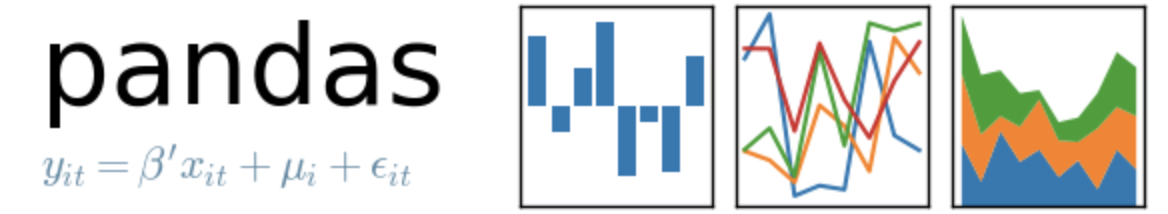 pandas
y_{it} = β′x_{it} + μ_i + ϵ_{it}